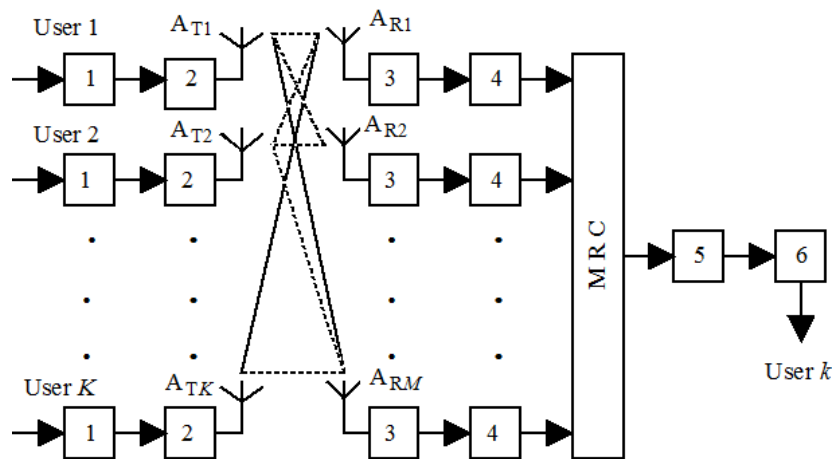 User 1 A_T1 A_R1
1 2 3 4
User 2 A_T2 A_R2
1 2 3 4
MRC
5 6
User k
User K A_TK A_RM
1 2 3 4